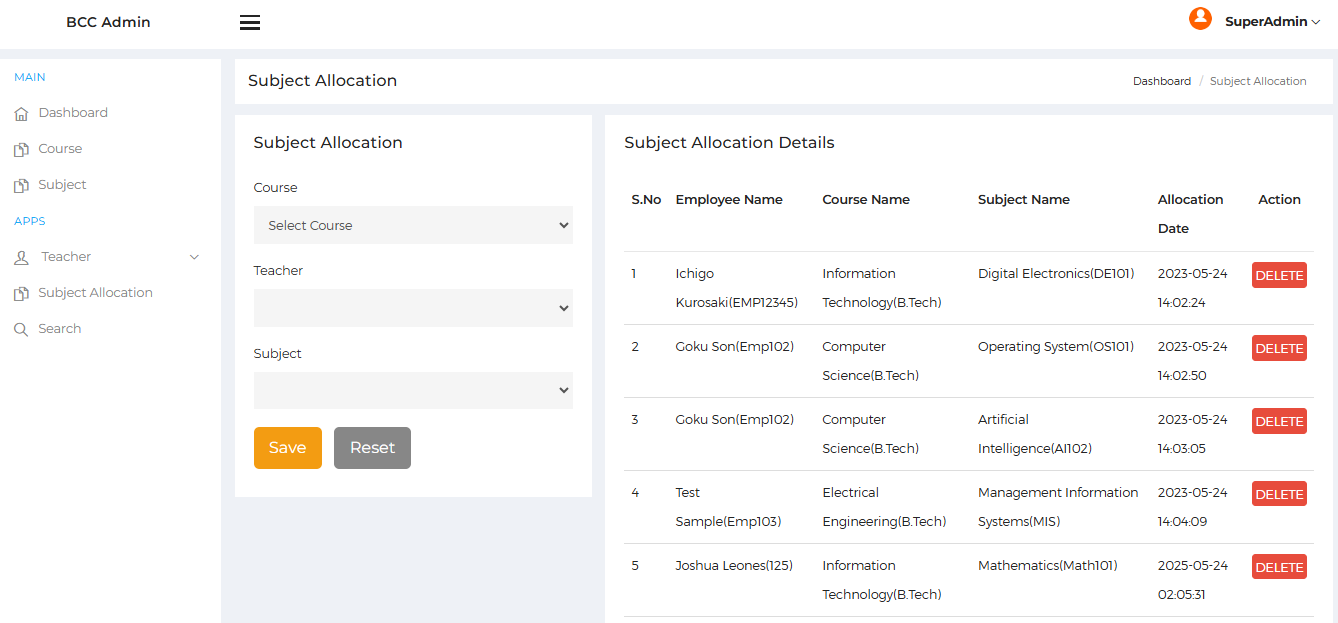 BCC Admin
SuperAdmin
MAIN
Dashboard
Course
Subject
APPS
Teacher
Subject Allocation
Search
Subject Allocation
Dashboard / Subject Allocation
Subject Allocation
Course
Select Course
Teacher
Subject
Save Reset
Subject Allocation Details
S.No Employee Name Course Name Subject Name Allocation Action
Date
1 Ichigo Information Digital Electronics(DE101) 2023-05-24 DELETE
Kurosaki(EMP12345) Technology(B.Tech) 14:02:24
2 Goku Son(Emp102) Computer Operating System(OS101) 2023-05-24 DELETE
Science(B.Tech) 14:02:50
3 Goku Son(Emp102) Computer Artificial 2023-05-24 DELETE
Science(B.Tech) Intelligence(AI102) 14:03:05
4 Test Electrical Management Information 2023-05-24 DELETE
Sample(Emp103) Engineering(B.Tech) Systems(MIS) 14:04:09
5 Joshua Leones(125) Information Mathematics(Math101) 2025-05-24 DELETE
Technology(B.Tech) 02:05:31